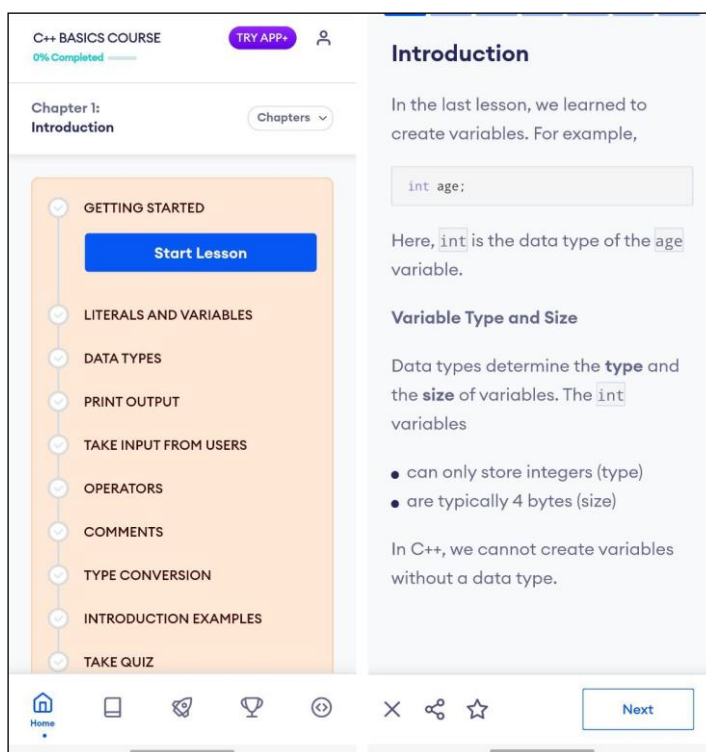 C++ BASICS COURSE
TRY APP+
0% Completed
Chapter 1:
Introduction
Chapters
GETTING STARTED
Start Lesson
LITERALS AND VARIABLES
DATA TYPES
PRINT OUTPUT
TAKE INPUT FROM USERS
OPERATORS
COMMENTS
TYPE CONVERSION
INTRODUCTION EXAMPLES
TAKE QUIZ
Home
Introduction
In the last lesson, we learned to
create variables. For example,
int age;
Here, int is the data type of the age
variable.
Variable Type and Size
Data types determine the type and
the size of variables. The int
variables
• can only store integers (type)
• are typically 4 bytes (size)
In C++, we cannot create variables
without a data type.
Next